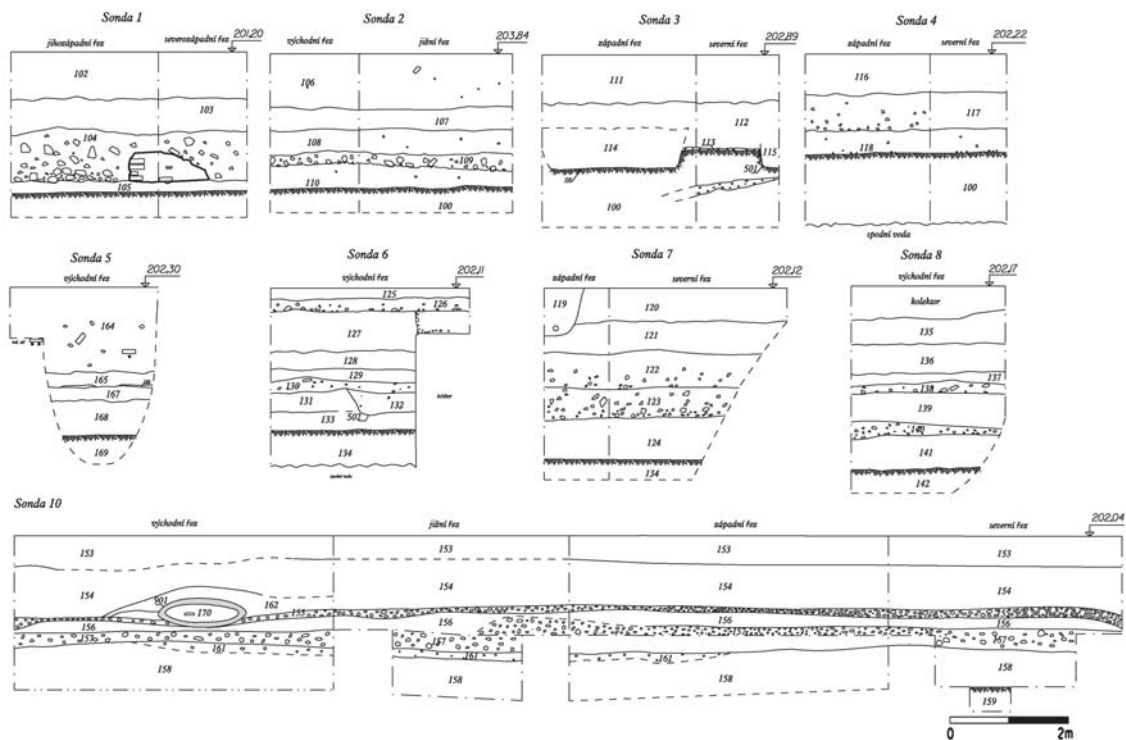 Sonda 1
jihozápadní řez
severozápadní řez
201,20
102
103
104
105
Sonda 2
východní řez
jižní řez
203,84
106
107
108
109
110
100
Sonda 3
západní řez
severní řez
202,89
111
112
113
114
115
501
100
Sonda 4
západní řez
severní řez
202,22
116
117
118
100
spodní voda
Sonda 5
východní řez
202,30
164
165
167
168
169
Sonda 6
východní řez
202,11
125
126
127
128
129
130
131
132
133
502
134
spodní voda
Sonda 7
západní řez
severní řez
202,12
119
120
121
122
123
124
134
Sonda 8
východní řez
202,17
kolektor
135
136
137
138
139
140
141
142
Sonda 10
východní řez
jižní řez
západní řez
severní řez
202,04
153
153
153
153
154
154
154
154
901
170
162
155
156
156
156
156
157
157
157
161
161
161
158
158
158
158
159
0
2m